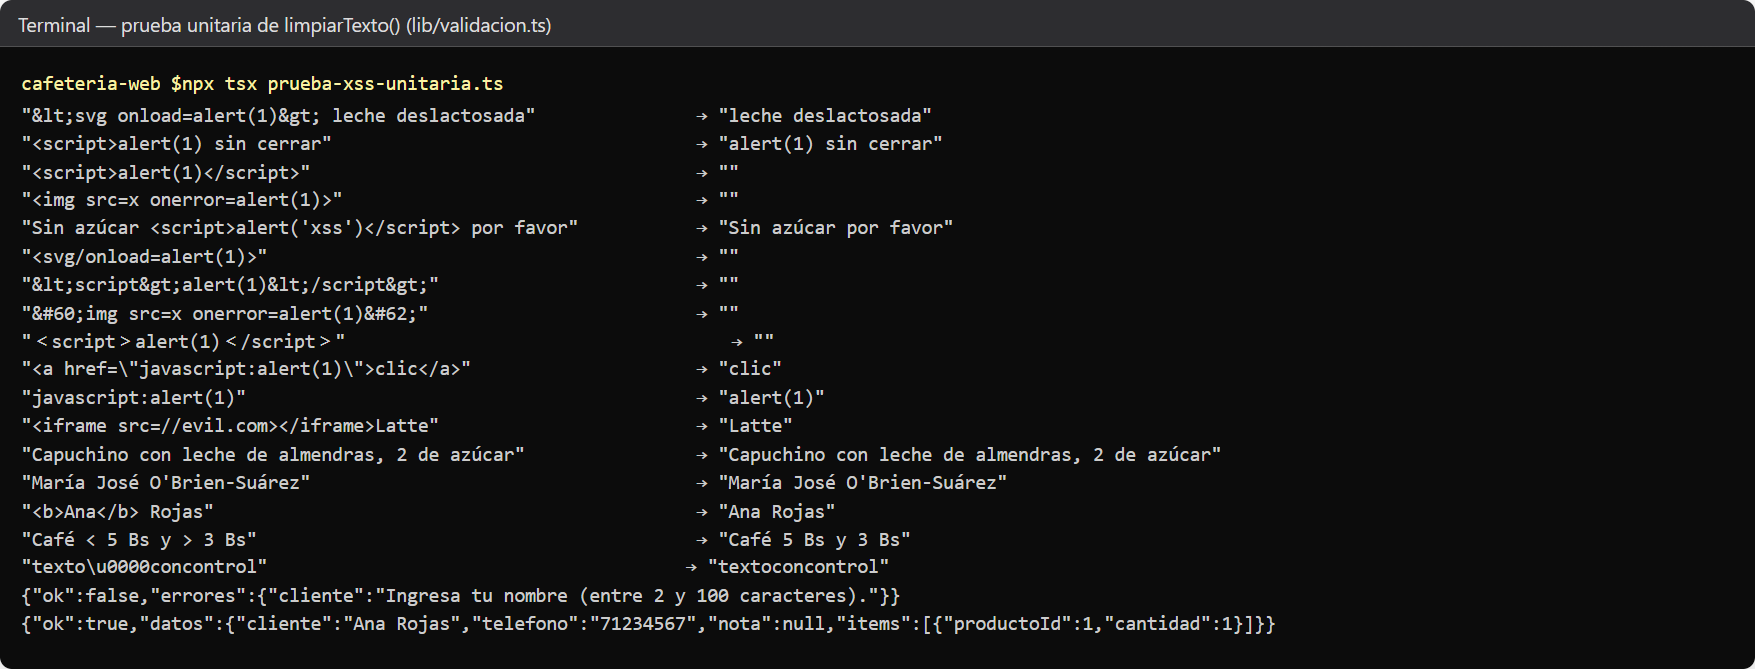 Terminal — prueba unitaria de limpiarTexto() (lib/validacion.ts)
cafeteria-web $npx tsx prueba-xss-unitaria.ts
"&lt;svg onload=alert(1)&gt; leche deslactosada" → "leche deslactosada"
"<script>alert(1) sin cerrar" → "alert(1) sin cerrar"
"<script>alert(1)</script>" → ""
"<img src=x onerror=alert(1)>" → ""
"Sin azúcar <script>alert('xss')</script> por favor" → "Sin azúcar por favor"
"<svg/onload=alert(1)>" → ""
"&lt;script&gt;alert(1)&lt;/script&gt;" → ""
"&#60;img src=x onerror=alert(1)&#62;" → ""
"＜script＞alert(1)＜/script＞" → ""
"<a href=\"javascript:alert(1)\">clic</a>" → "clic"
"javascript:alert(1)" → "alert(1)"
"<iframe src=//evil.com></iframe>Latte" → "Latte"
"Capuchino con leche de almendras, 2 de azúcar" → "Capuchino con leche de almendras, 2 de azúcar"
"María José O'Brien-Suárez" → "María José O'Brien-Suárez"
"<b>Ana</b> Rojas" → "Ana Rojas"
"Café < 5 Bs y > 3 Bs" → "Café 5 Bs y 3 Bs"
"texto\u0000concontrol" → "textoconcontrol"
{"ok":false,"errores":{"cliente":"Ingresa tu nombre (entre 2 y 100 caracteres)."}}
{"ok":true,"datos":{"cliente":"Ana Rojas","telefono":"71234567","nota":null,"items":[{"productoId":1,"cantidad":1}]}}